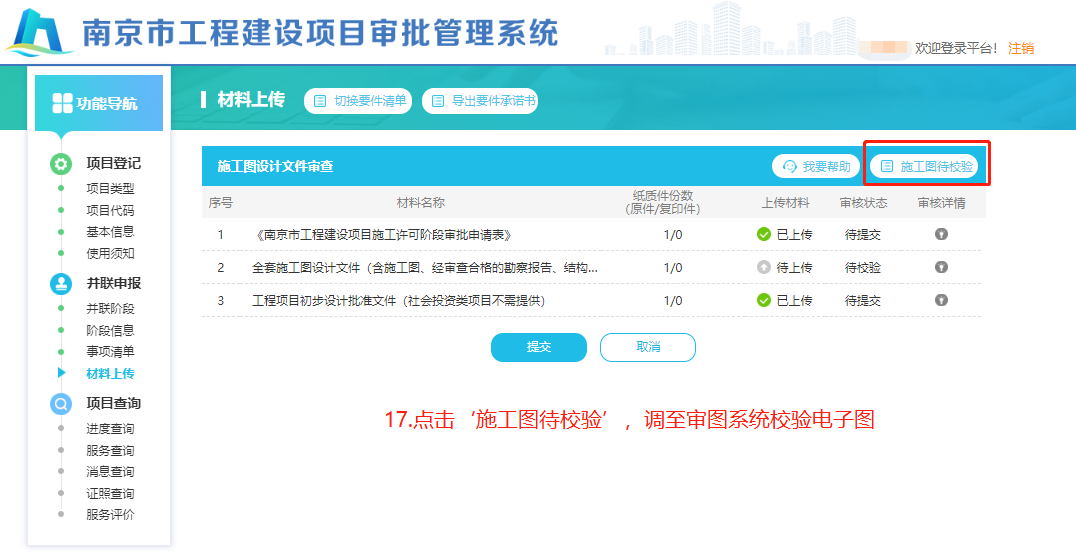 南京市工程建设项目审批管理系统
欢迎登录平台! 注销
功能导航
材料上传 切换要件清单 导出要件承诺书
项目登记
项目类型
项目代码
基本信息
使用须知
并联申报
并联阶段
阶段信息
事项清单
材料上传
项目查询
进度查询
服务查询
消息查询
证照查询
服务评价
施工图设计文件审查 我要帮助 施工图待校验
序号 材料名称 纸质件份数 上传材料 审核状态 审核详情
(原件/复印件)
1 《南京市工程建设项目施工许可阶段审批申请表》 1/0 已上传 待提交
2 全套施工图设计文件（含施工图、经审查合格的勘察报告、结构... 1/0 待上传 待校验
3 工程项目初步设计批准文件（社会投资类项目不需提供） 1/0 已上传 待提交
提交 取消
17.点击‘施工图待校验’，调至审图系统校验电子图